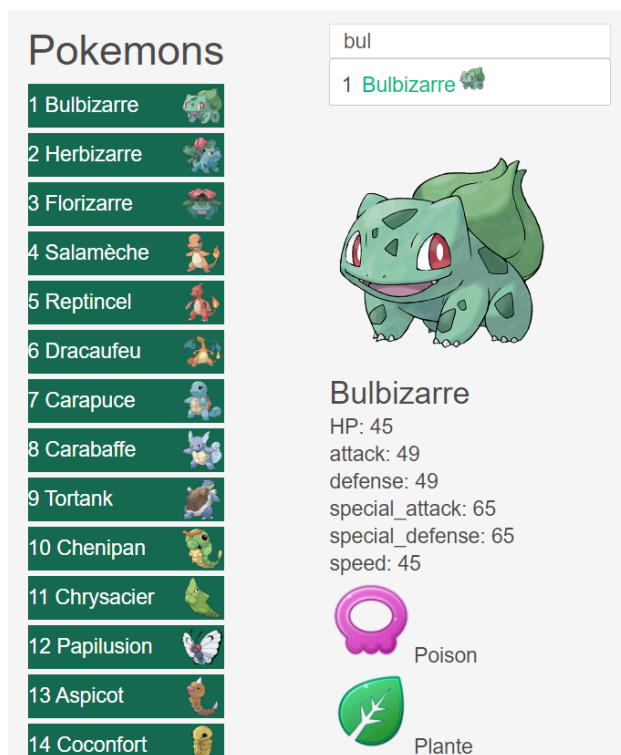 Pokemons
1 Bulbizarre
2 Herbizarre
3 Florizarre
4 Salamèche
5 Reptincel
6 Dracaufeu
7 Carapuce
8 Carabaffe
9 Tortank
10 Chenipan
11 Chrysacier
12 Papilusion
13 Aspicot
14 Coconfort
bul
1 Bulbizarre
Bulbizarre
HP: 45
attack: 49
defense: 49
special_attack: 65
special_defense: 65
speed: 45
Poison
Plante